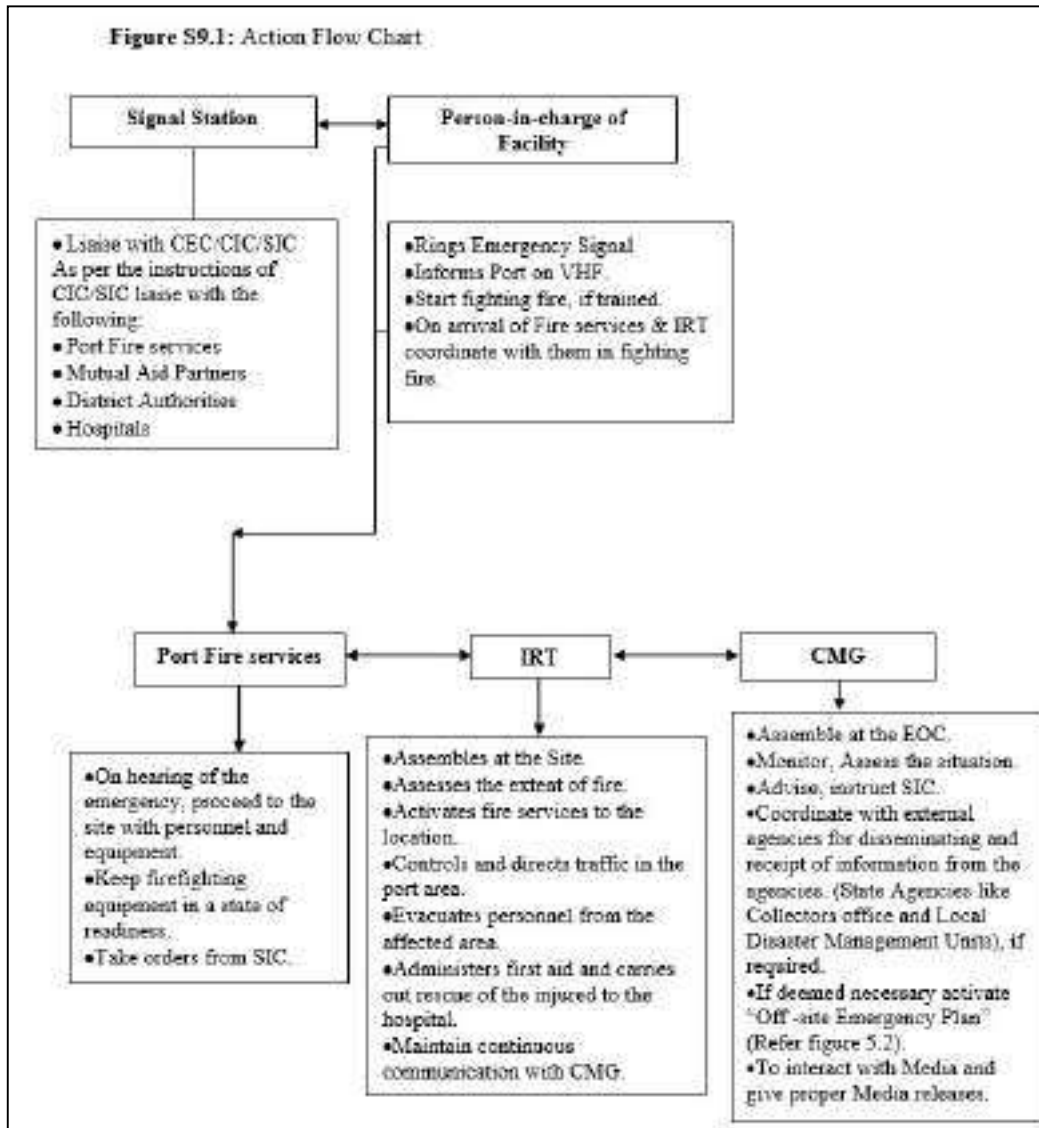 Figure S9.1: Action Flow Chart
Signal Station
Person-in-charge of
Facility
●Liaise with CEC/CIC/SIC
As per the instructions of
CIC/SIC liaise with the
following:
●Port Fire services
●Mutual Aid Partners
●District Authorities
●Hospitals
●Rings Emergency Signal
●Informs Port on VHF.
●Start fighting fire, if trained.
●On arrival of Fire services & IRT
coordinate with them in fighting
fire.
Port Fire services
IRT
CMG
●On hearing of the
emergency, proceed to the
site with personnel and
equipment.
●Keep firefighting
equipment in a state of
readiness.
●Take orders from SIC.
●Assembles at the Site.
●Assesses the extent of fire.
●Activates fire services to the
location.
●Controls and directs traffic in the
port area.
●Evacuates personnel from the
affected area.
●Administers first aid and carries
out rescue of the injured to the
hospital.
●Maintain continuous
communication with CMG.
●Assemble at the EOC.
●Monitor, Assess the situation.
●Advise, instruct SIC.
●Coordinate with external
agencies for disseminating and
receipt of information from the
agencies. (State Agencies like
Collectors office and Local
Disaster Management Units), if
required.
●If deemed necessary activate
“Off -site Emergency Plan”
(Refer figure 5.2).
●To interact with Media and
give proper Media releases.